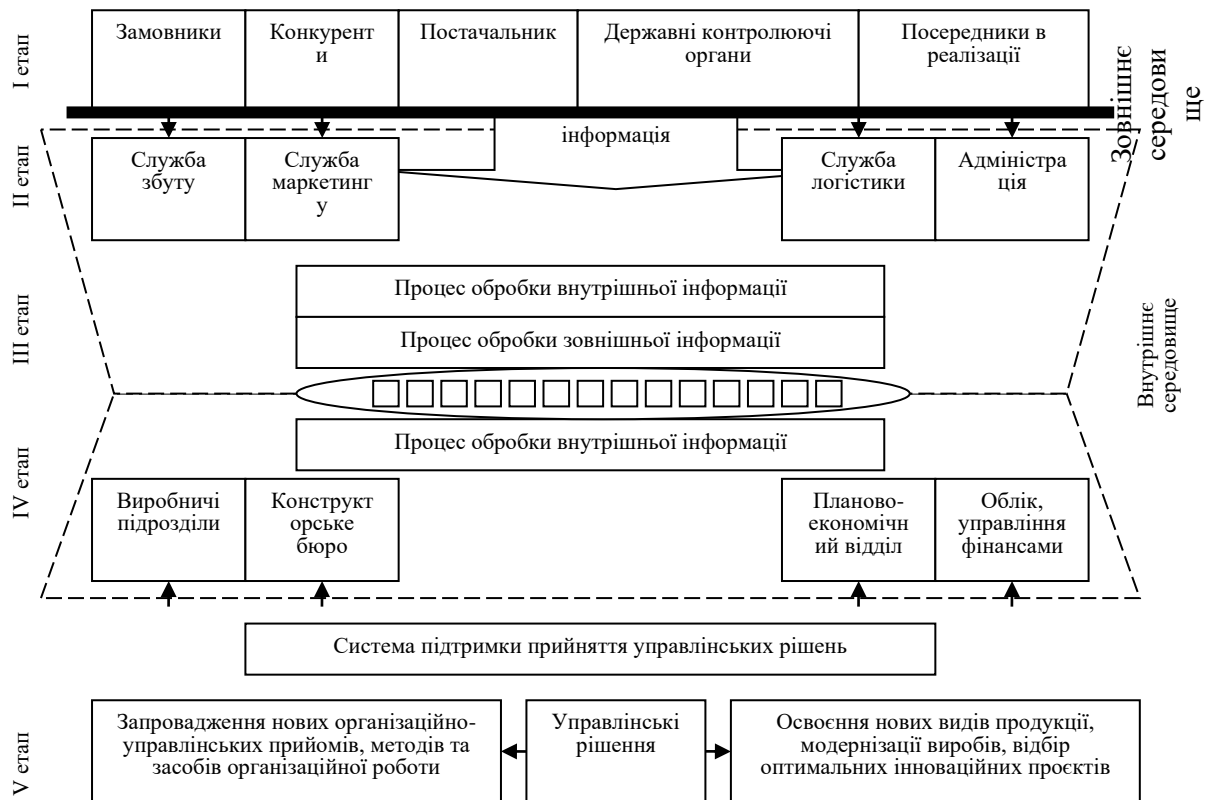 I етап
Замовники
Конкурент
и
Постачальник
Державні контролюючі
органи
Посередники в
реалізації
Зовнішнє
середови
ще
II етап
Служба
збуту
Служба
маркетинг
у
інформація
Служба
логістики
Адміністра
ція
III етап
Процес обробки внутрішньої інформації
Процес обробки зовнішньої інформації
Внутрішнє
середовище
Процес обробки внутрішньої інформації
IV етап
Виробничі
підрозділи
Конструкт
орське
бюро
Планово-
економічн
ий відділ
Облік,
управління
фінансами
Система підтримки прийняття управлінських рішень
V етап
Запровадження нових організаційно-
управлінських прийомів, методів та
засобів організаційної роботи
Управлінські
рішення
Освоєння нових видів продукції,
модернізації виробів, відбір
оптимальних інноваційних проєктів